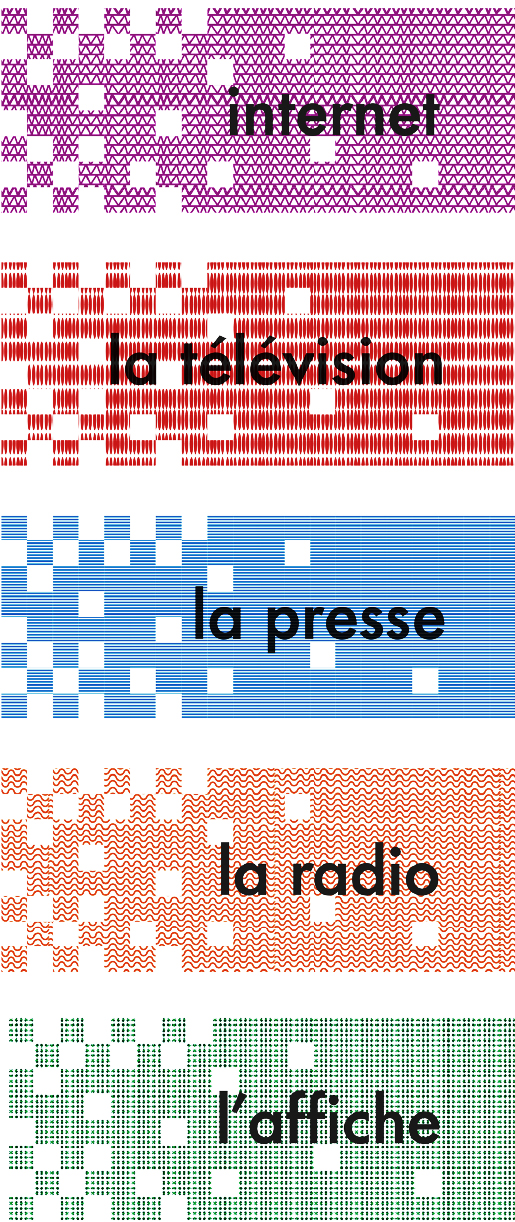 internet
la télévision
la presse
la radio
l'affiche